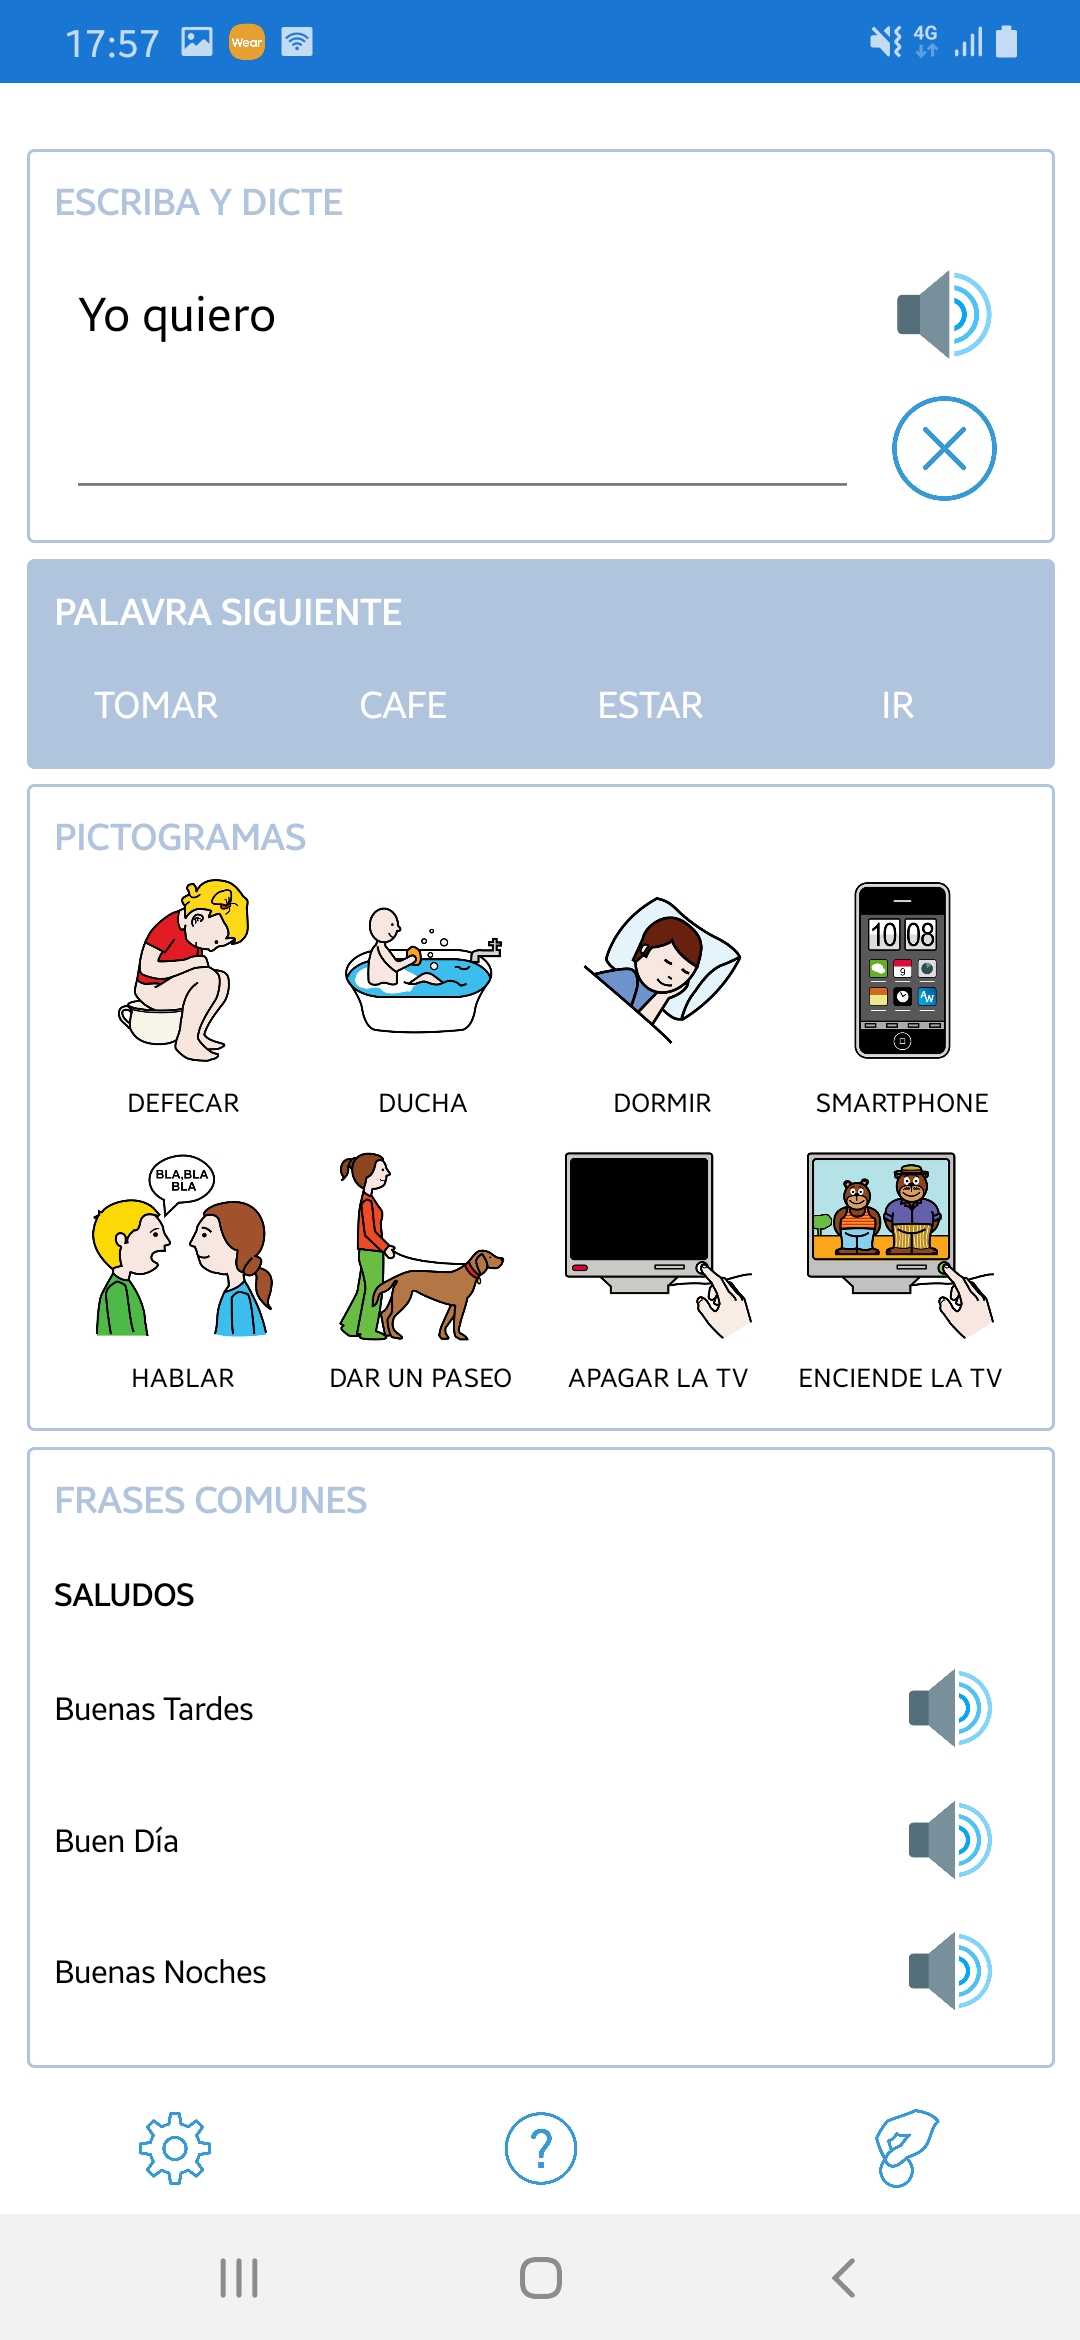 17:57 Wear 4G
ESCRIBA Y DICTE
Yo quiero
PALAVRA SIGUIENTE
TOMAR CAFE ESTAR IR
PICTOGRAMAS
10 08
9
AW
DEFECAR DUCHA DORMIR SMARTPHONE
BLA,BLA
BLA
HABLAR DAR UN PASEO APAGAR LA TV ENCIENDE LA TV
FRASES COMUNES
SALUDOS
Buenas Tardes
Buen Día
Buenas Noches
?